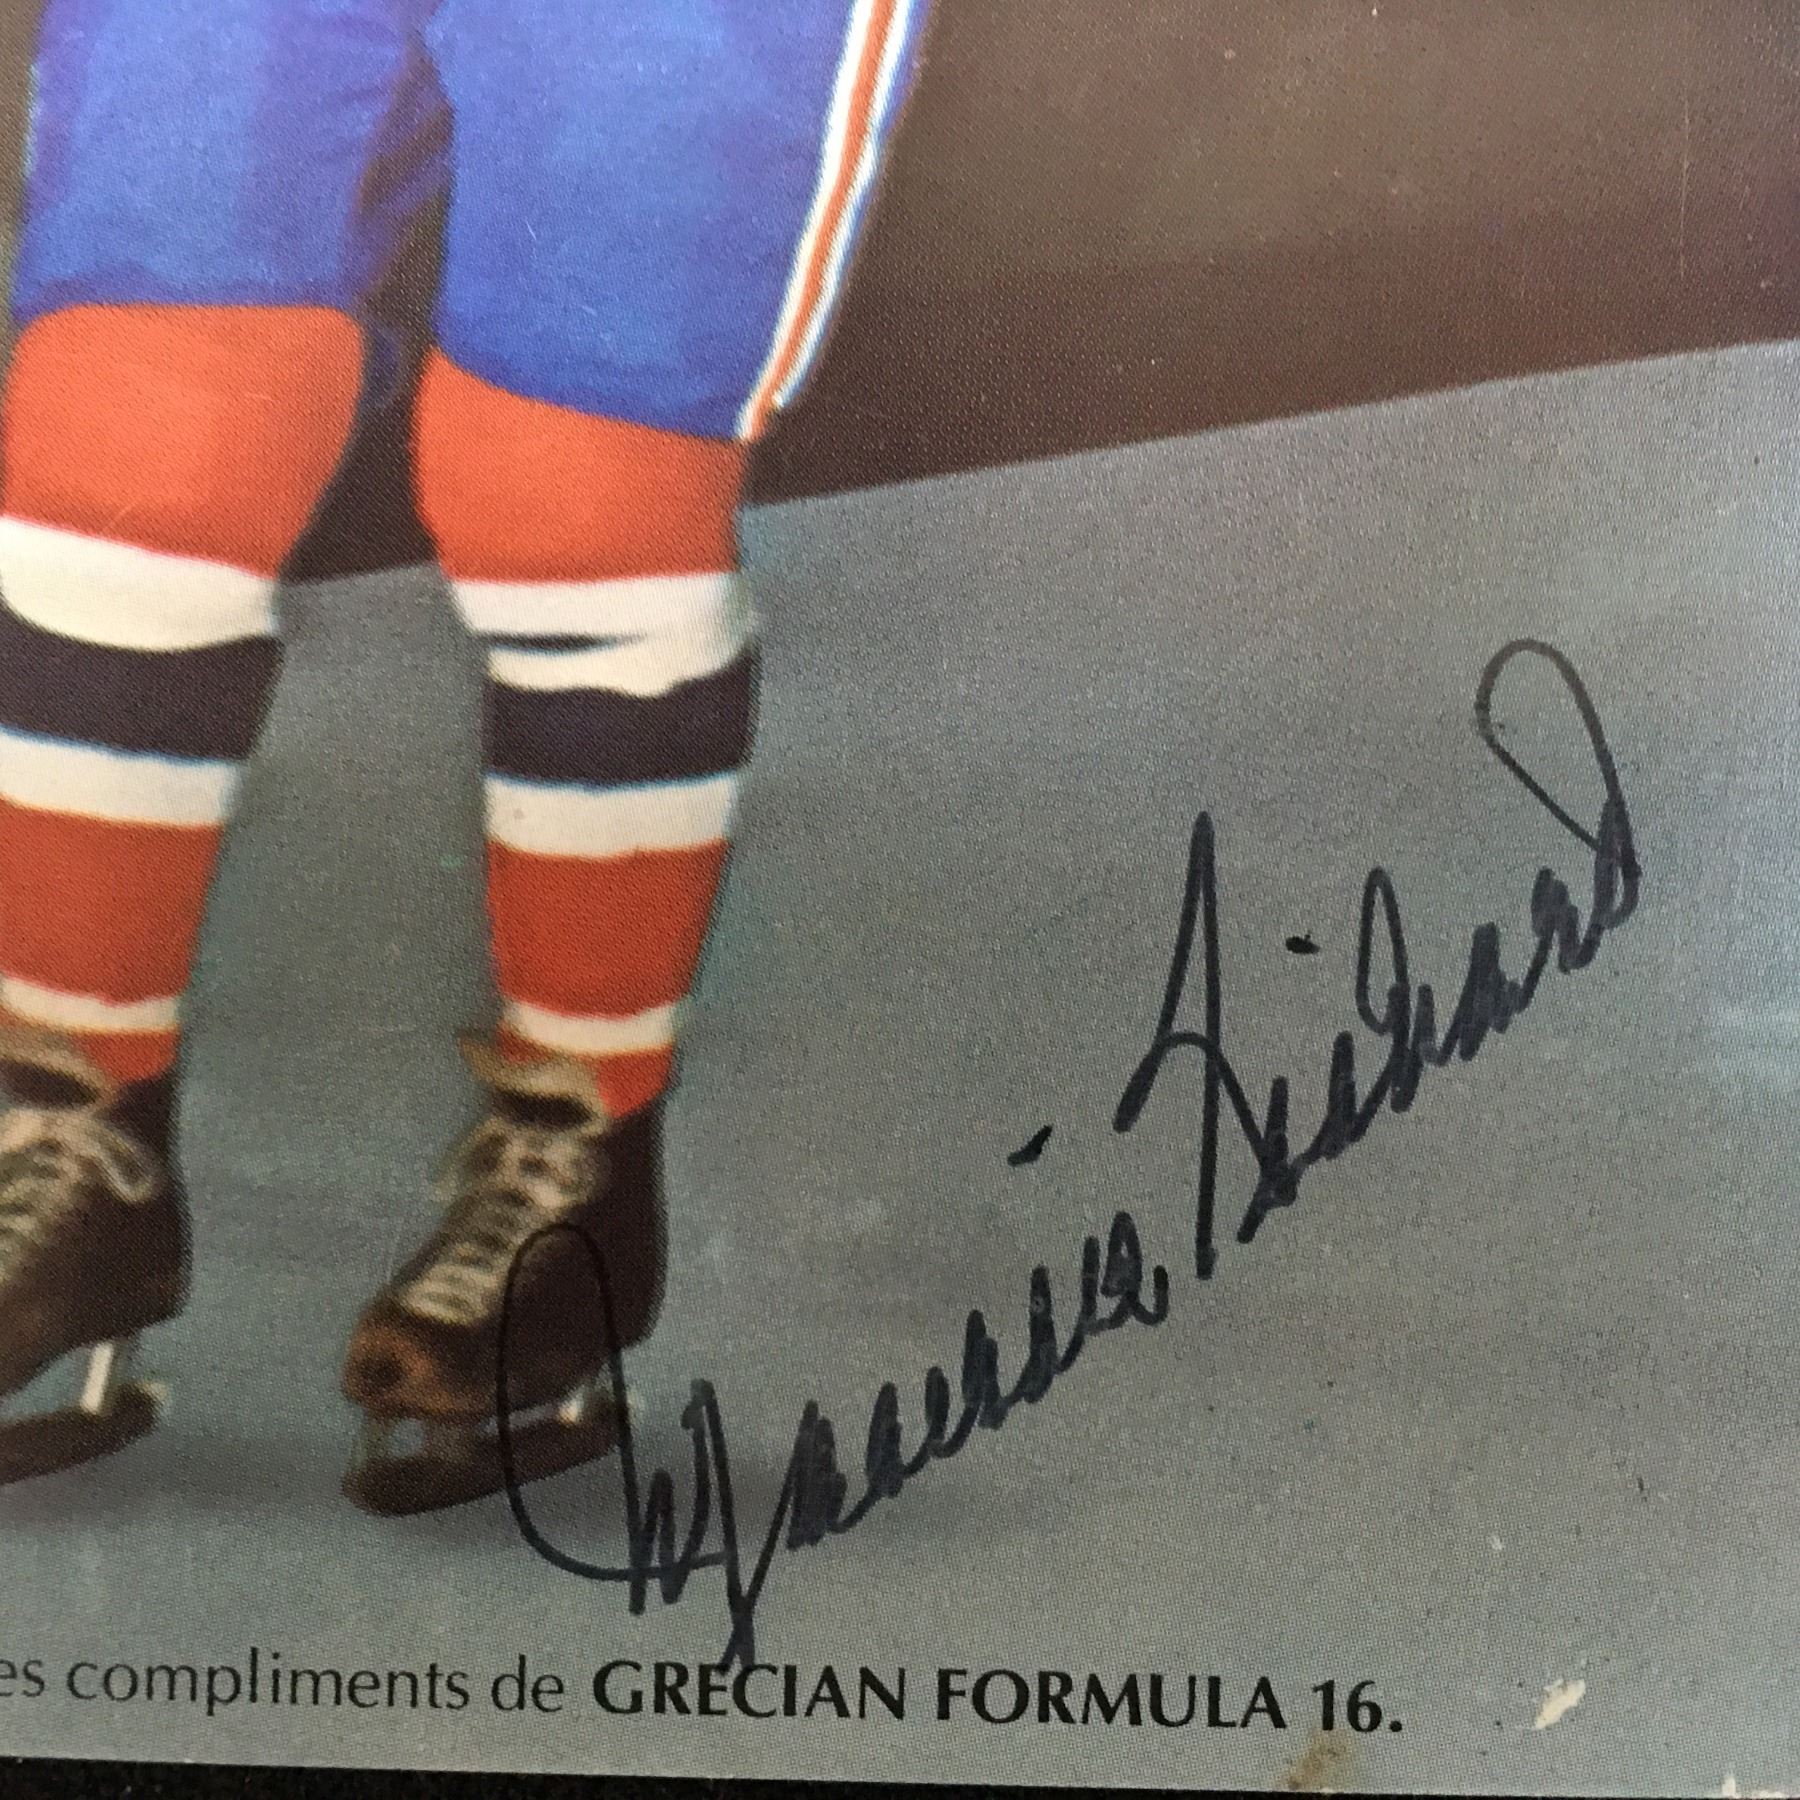 Maurice Richard
es compliments de GRECIAN FORMULA 16.